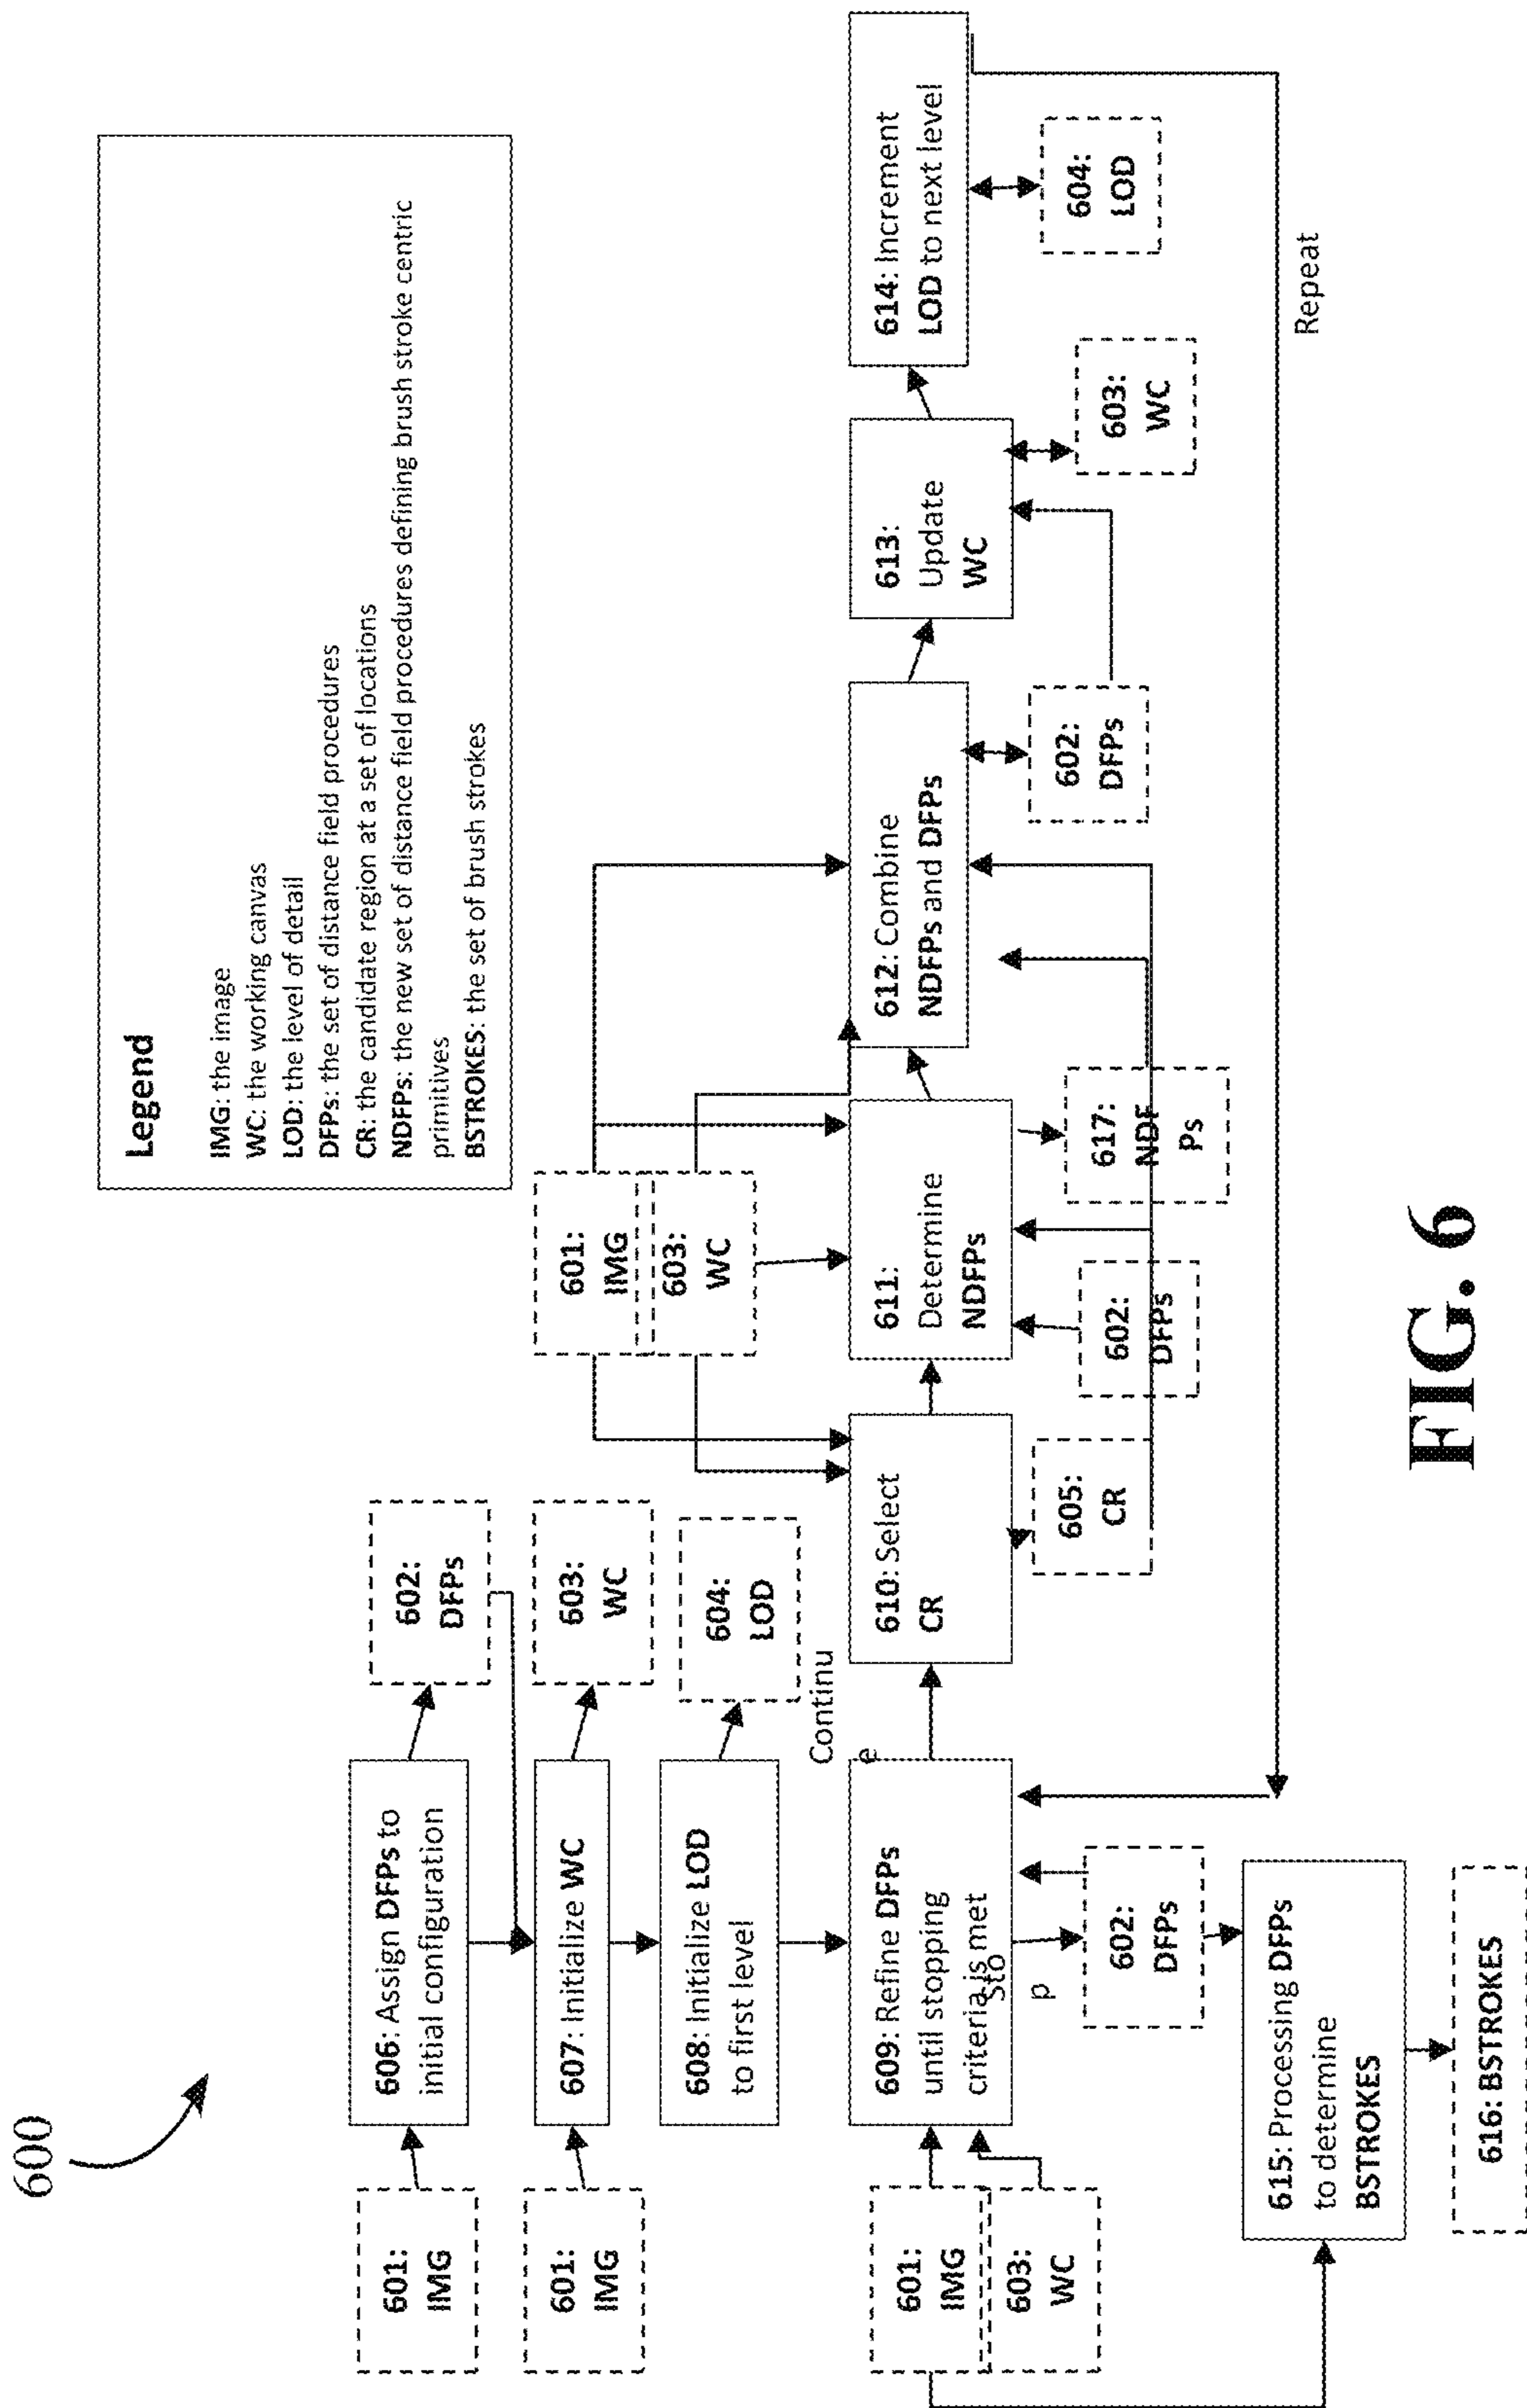 600
Legend
IMG: the image
WC: the working canvas
LOD: the level of detail
DFPs: the set of distance field procedures
CR: the candidate region at a set of locations
NDFPs: the new set of distance field procedures defining brush stroke centric
primitives
BSTROKES: the set of brush strokes
601:
IMG
606: Assign DFPs to
initial configuration
602:
DFPs
601:
IMG
607: Initialize WC
603:
WC
608: Initialize LOD
to first level
604:
LOD
601:
IMG
603:
WC
Continu
e
601:
IMG
603:
WC
609: Refine DFPs
until stopping
criteria is met
Sto
p
610: Select
CR
611:
Determine
NDFPs
612: Combine
NDFPs and DFPs
613:
Update
WC
614: Increment
LOD to next level
602:
DFPs
605:
CR
602:
DFPs
617:
NDF
Ps
602:
DFPs
603:
WC
604:
LOD
Repeat
615: Processing DFPs
to determine
BSTROKES
616: BSTROKES
FIG. 6